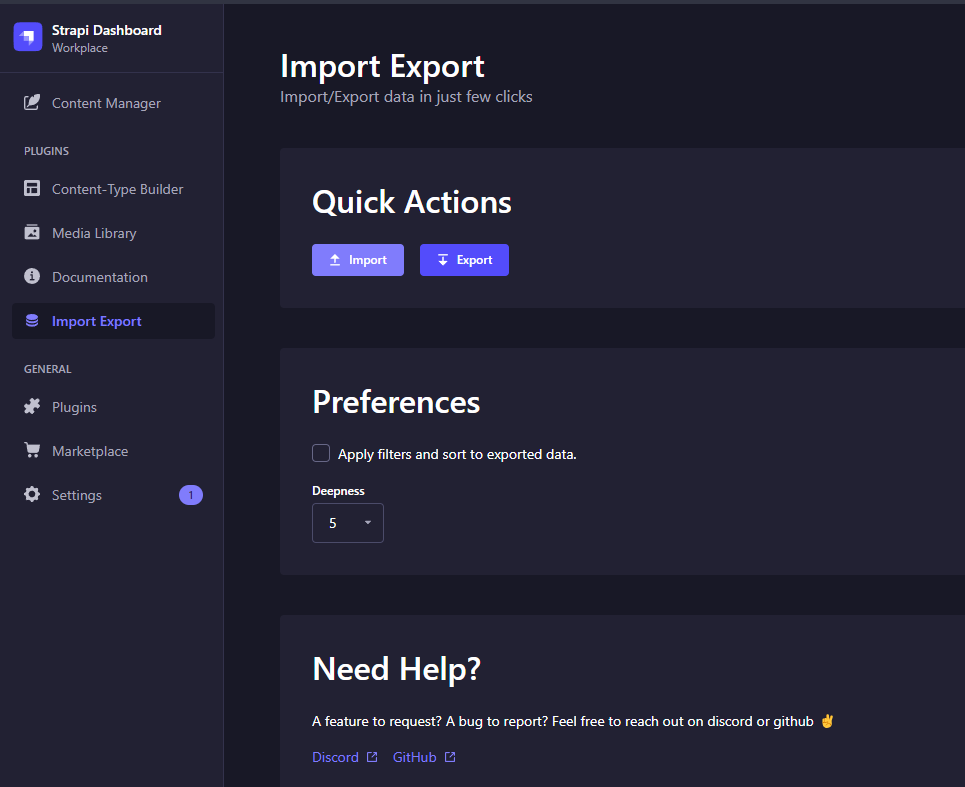 Strapi Dashboard
Workplace
Content Manager
PLUGINS
Content-Type Builder
Media Library
Documentation
Import Export
GENERAL
Plugins
Marketplace
Settings 1
Import Export
Import/Export data in just few clicks
Quick Actions
Import Export
Preferences
Apply filters and sort to exported data.
Deepness
5
Need Help?
A feature to request? A bug to report? Feel free to reach out on discord or github ✌
Discord GitHub